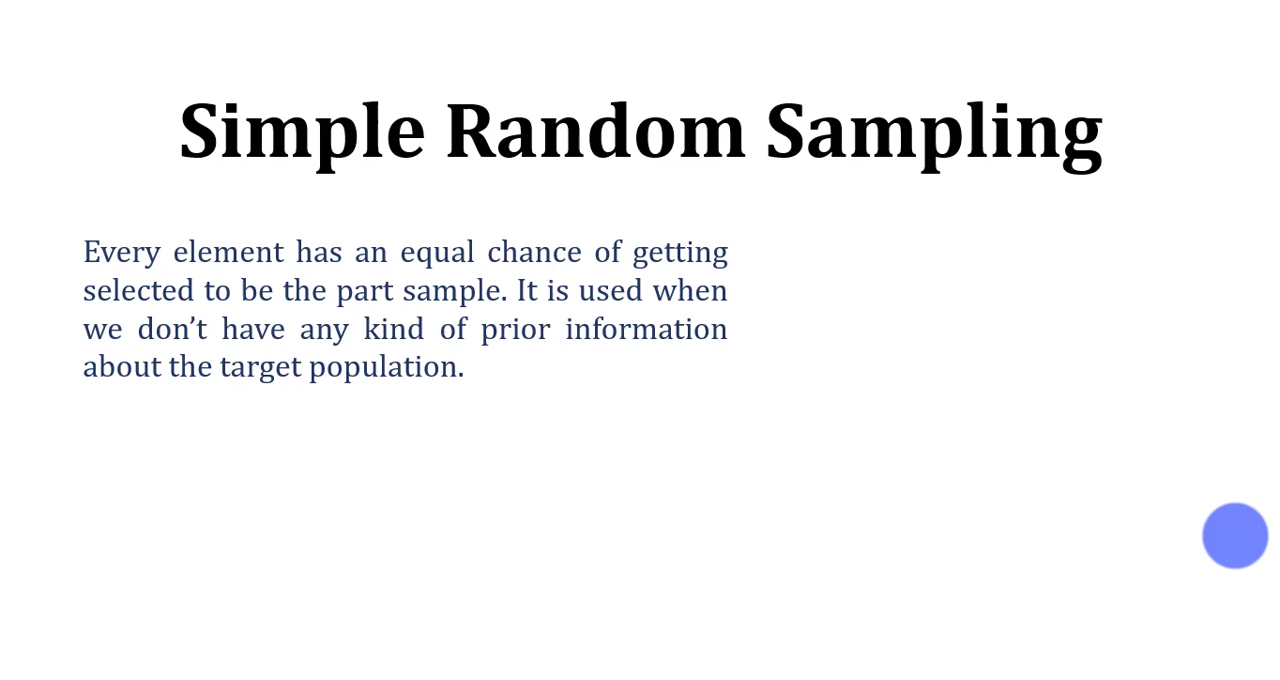 Simple Random Sampling
Every element has an equal chance of getting
selected to be the part sample. It is used when
we don’t have any kind of prior information
about the target population.